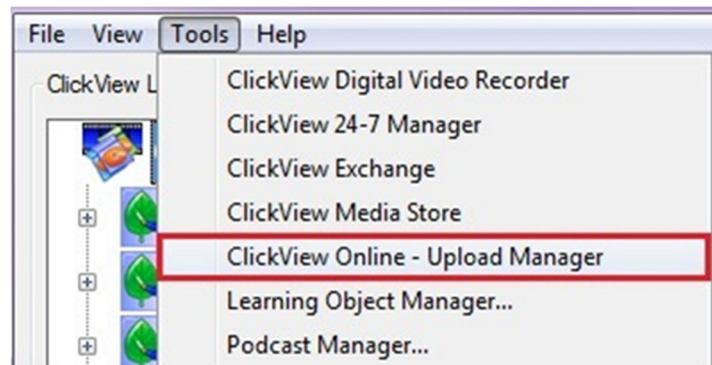 File View Tools Help
ClickView L
ClickView Digital Video Recorder
ClickView 24-7 Manager
ClickView Exchange
ClickView Media Store
ClickView Online - Upload Manager
Learning Object Manager...
Podcast Manager...